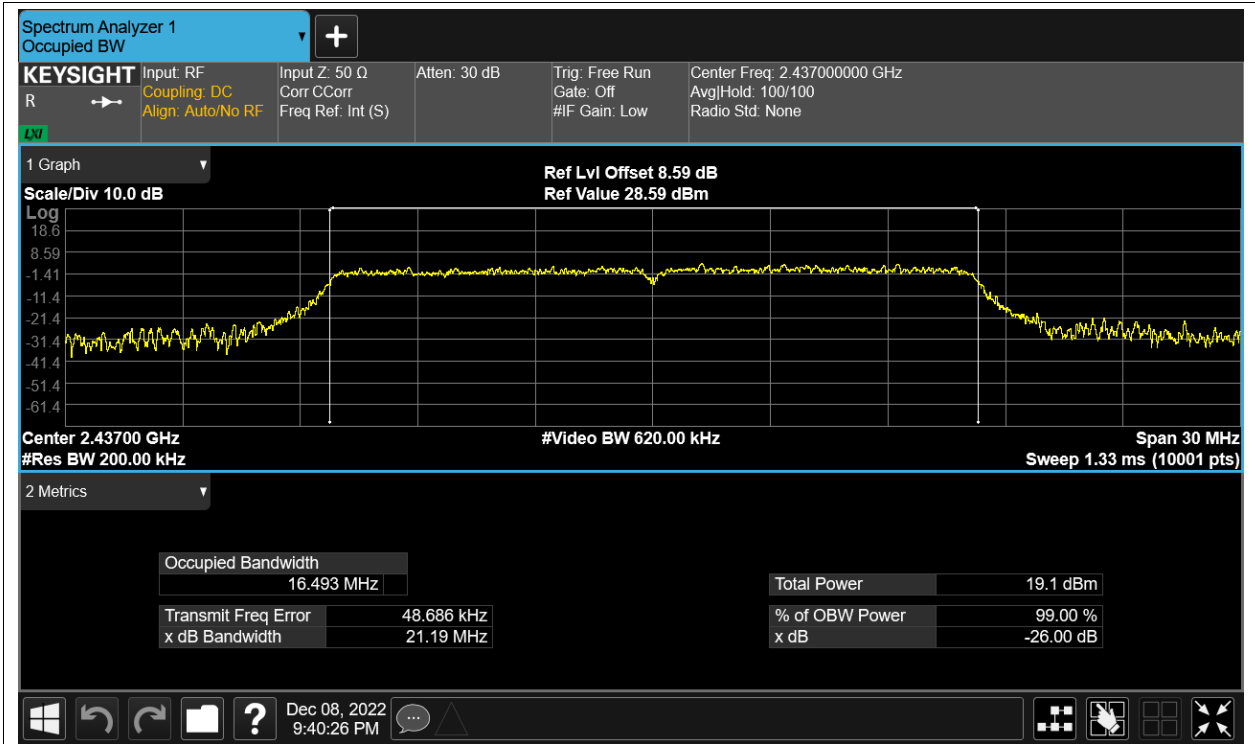 Spectrum Analyzer 1
Occupied BW
KEYSIGHT
R
LXI
Input: RF
Coupling: DC
Align: Auto/No RF
Input Z: 50 Ω
Corr CCorr
Freq Ref: Int (S)
Atten: 30 dB
Trig: Free Run
Gate: Off
#IF Gain: Low
Center Freq: 2.437000000 GHz
Avg|Hold: 100/100
Radio Std: None
1 Graph
Scale/Div 10.0 dB
Ref Lvl Offset 8.59 dB
Ref Value 28.59 dBm
Log
18.6
8.59
-1.41
-11.4
-21.4
-31.4
-41.4
-51.4
-61.4
Center 2.43700 GHz
#Res BW 200.00 kHz
#Video BW 620.00 kHz
Span 30 MHz
Sweep 1.33 ms (10001 pts)
2 Metrics
Occupied Bandwidth
16.493 MHz
Transmit Freq Error 48.686 kHz
x dB Bandwidth 21.19 MHz
Total Power 19.1 dBm
% of OBW Power 99.00 %
x dB -26.00 dB
?
Dec 08, 2022
9:40:26 PM